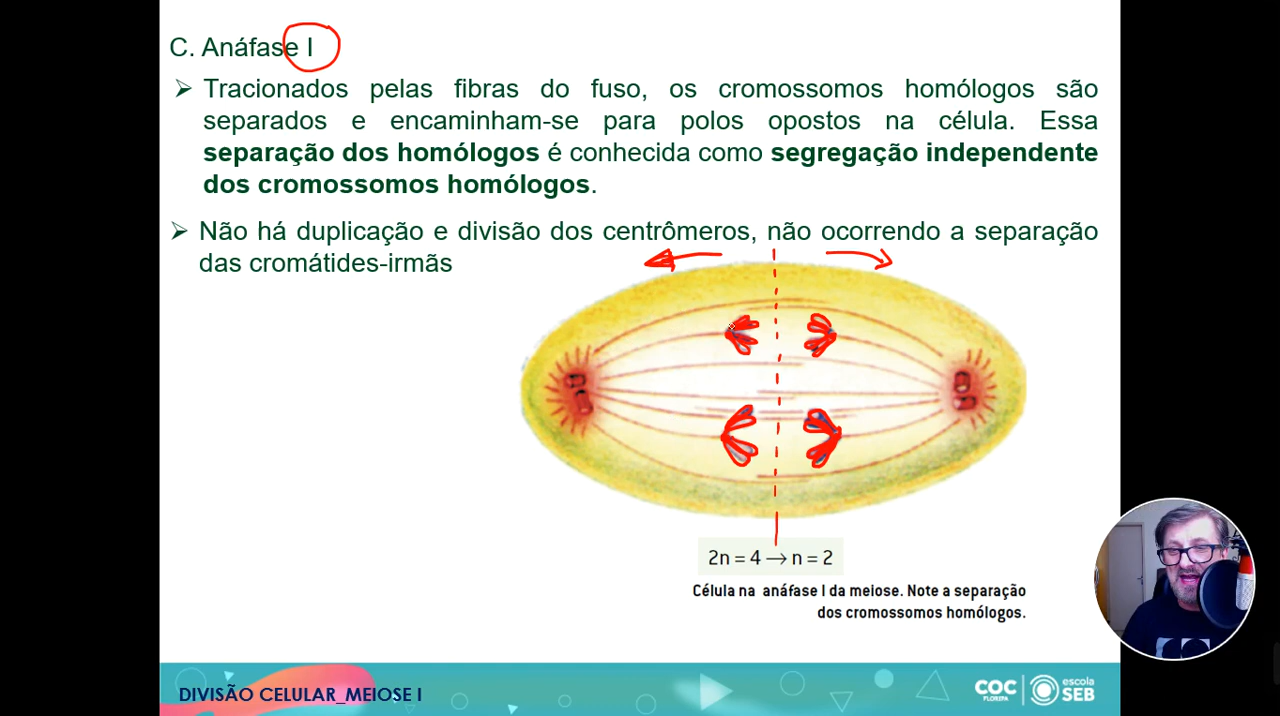 C. Anáfase I
➢ Tracionados pelas fibras do fuso, os cromossomos homólogos são
separados e encaminham-se para polos opostos na célula. Essa
separação dos homólogos é conhecida como segregação independente
dos cromossomos homólogos.
➢ Não há duplicação e divisão dos centrômeros, não ocorrendo a separação
das cromátides-irmãs
2n = 4 → n = 2
Célula na anáfase I da meiose. Note a separação
dos cromossomos homólogos.
DIVISÃO CELULAR_MEIOSE I
COC
FLORIPA
escola
SEB